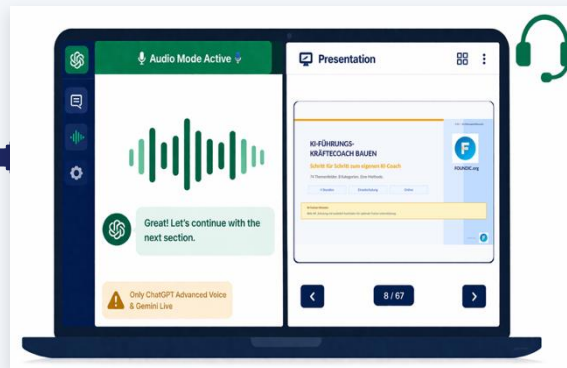 Audio Mode Active
Great! Let's continue with the
next section.
Only ChatGPT Advanced Voice
& Gemini Live
Presentation
KI-FÜHRUNGS-
KRÄFTECOACH BAUEN
Schritt für Schritt zum eigenen KI-Coach
F
FOUNDIC.org
8 / 67